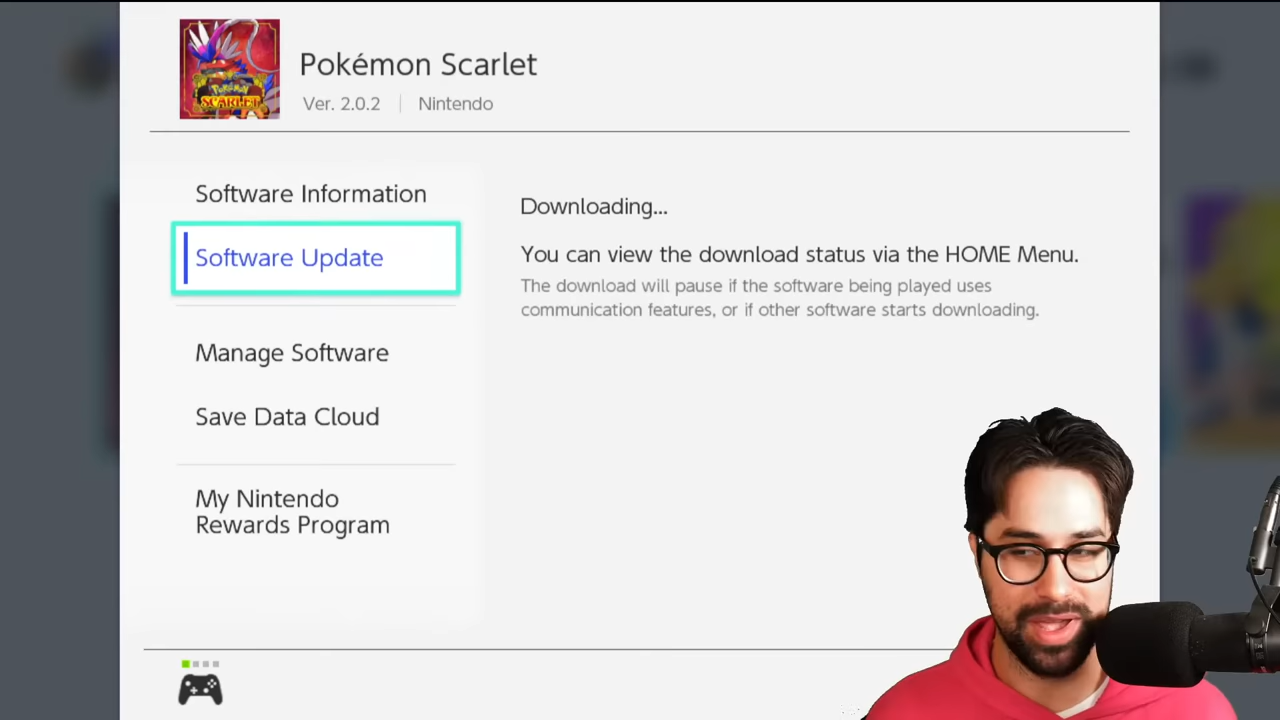 Pokémon Scarlet
Ver. 2.0.2 | Nintendo
POKÉMON
SCARLET
Software Information
Software Update
Manage Software
Save Data Cloud
My Nintendo
Rewards Program
Downloading...
You can view the download status via the HOME Menu.
The download will pause if the software being played uses
communication features, or if other software starts downloading.